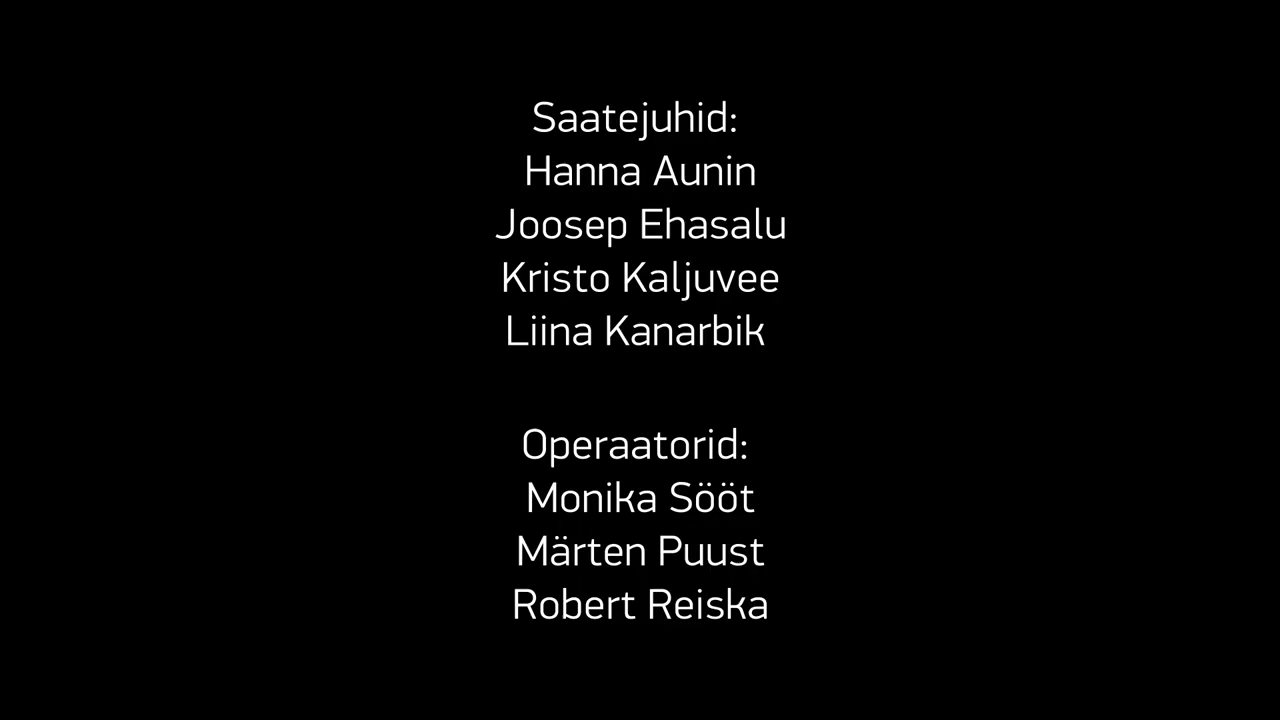 Saatejuhid:
Hanna Aunin
Joosep Ehasalu
Kristo Kaljuvee
Liina Kanarbik
Operaatorid:
Monika Sööt
Märten Puust
Robert Reiska